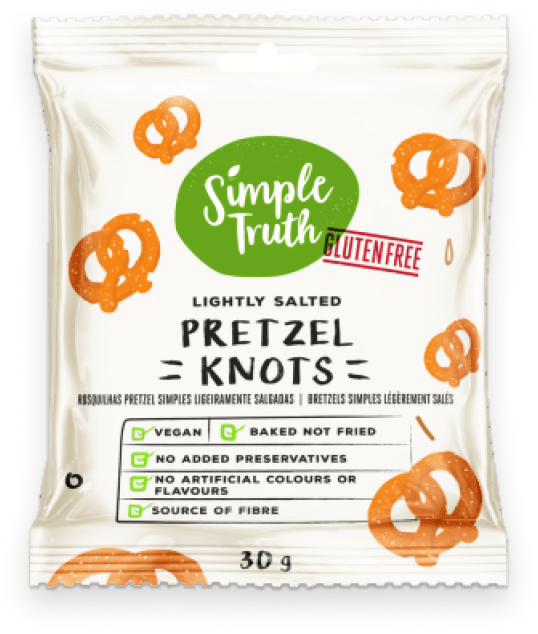 Simple
Truth
GLUTEN FREE
LIGHTLY SALTED
PRETZEL
KNOTS
ROSQUILHAS PRETZEL SIMPLES LIGEIRAMENTE SALGADAS | BRETZELS SIMPLES LÉGÈREMENT SALÉS
VEGAN BAKED NOT FRIED
NO ADDED PRESERVATIVES
NO ARTIFICIAL COLOURS OR
FLAVOURS
SOURCE OF FIBRE
30 g